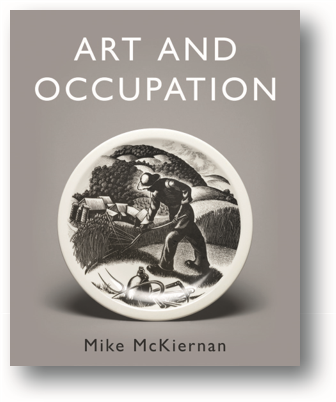 ART AND
OCCUPATION
Mike McKiernan